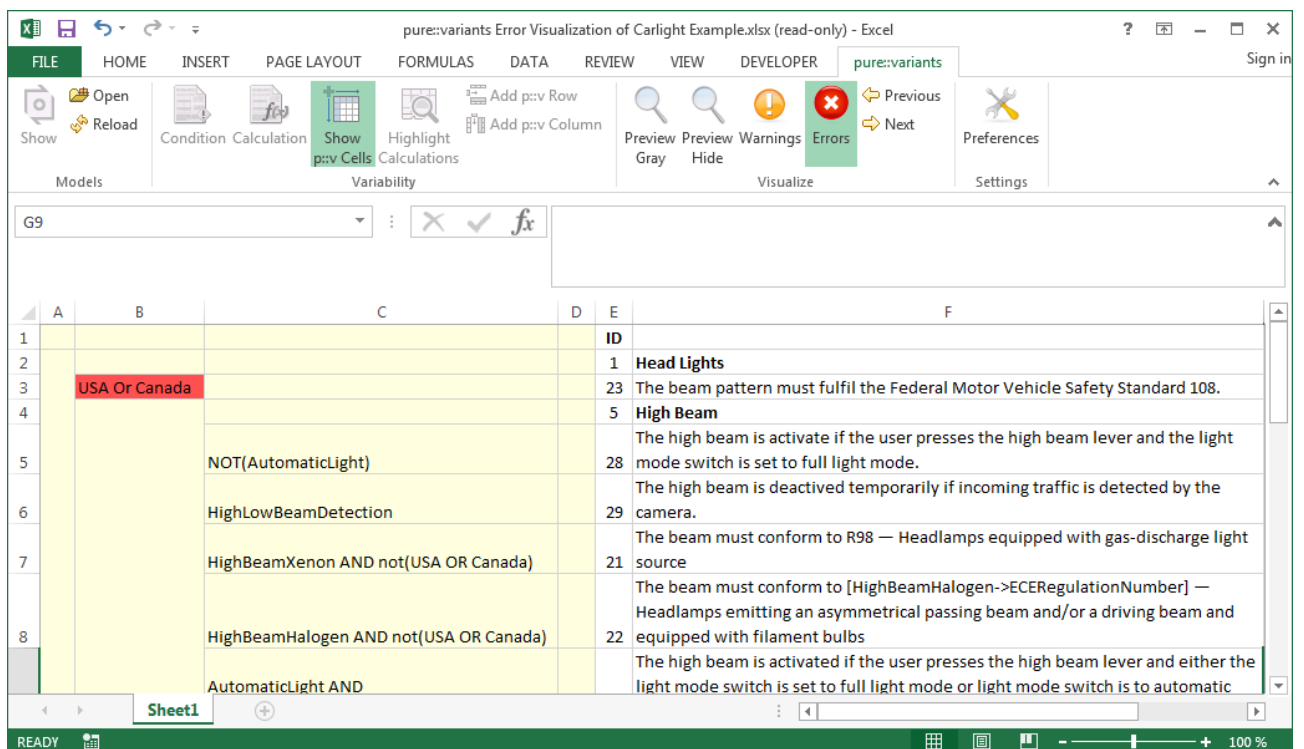 pure::variants Error Visualization of Carlight Example.xlsx (read-only) - Excel
?
FILE HOME INSERT PAGE LAYOUT FORMULAS DATA REVIEW VIEW DEVELOPER pure::variants Sign in
Show
Open
Reload
Models
Condition
f(x)
Calculation
Show
p::v Cells
Highlight
Calculations
Add p::v Row
Add p::v Column
Variability
Preview
Gray
Preview
Hide
Warnings
Errors
Previous
Next
Visualize
Preferences
Settings
G9
fx
A B C D E F
1 ID
2 1 Head Lights
3 USA Or Canada 23 The beam pattern must fulfil the Federal Motor Vehicle Safety Standard 108.
4 5 High Beam
The high beam is activate if the user presses the high beam lever and the light
5 NOT(AutomaticLight) 28 mode switch is set to full light mode.
The high beam is deactived temporarily if incoming traffic is detected by the
6 HighLowBeamDetection 29 camera.
The beam must conform to R98 — Headlamps equipped with gas-discharge light
7 HighBeamXenon AND not(USA OR Canada) 21 source
The beam must conform to [HighBeamHalogen->ECERegulationNumber] —
Headlamps emitting an asymmetrical passing beam and/or a driving beam and
8 HighBeamHalogen AND not(USA OR Canada) 22 equipped with filament bulbs
The high beam is activated if the user presses the high beam lever and either the
AutomaticLight AND light mode switch is set to full light mode or light mode switch is to automatic
Sheet1
READY 100 %